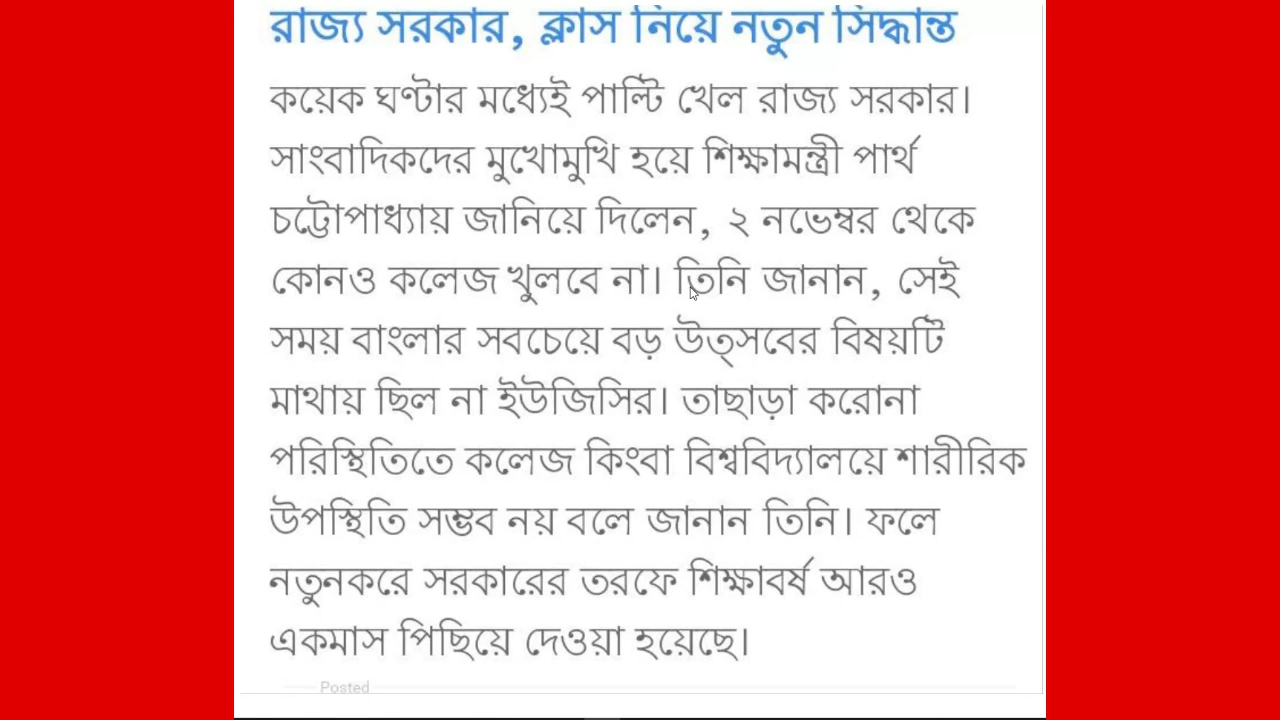 রাজ্য সরকার, ক্লাস নিয়ে নতুন সিদ্ধান্ত
কয়েক ঘণ্টার মধ্যেই পাল্টি খেল রাজ্য সরকার।
সাংবাদিকদের মুখোমুখি হয়ে শিক্ষামন্ত্রী পার্থ
চট্টোপাধ্যায় জানিয়ে দিলেন, ২ নভেম্বর থেকে
কোনও কলেজ খুলবে না। তিনি জানান, সেই
সময় বাংলার সবচেয়ে বড় উত্সবের বিষয়টি
মাথায় ছিল না ইউজিসির। তাছাড়া করোনা
পরিস্থিতিতে কলেজ কিংবা বিশ্ববিদ্যালয়ে শারীরিক
উপস্থিতি সম্ভব নয় বলে জানান তিনি। ফলে
নতুনকরে সরকারের তরফে শিক্ষাবর্ষ আরও
একমাস পিছিয়ে দেওয়া হয়েছে।
Posted